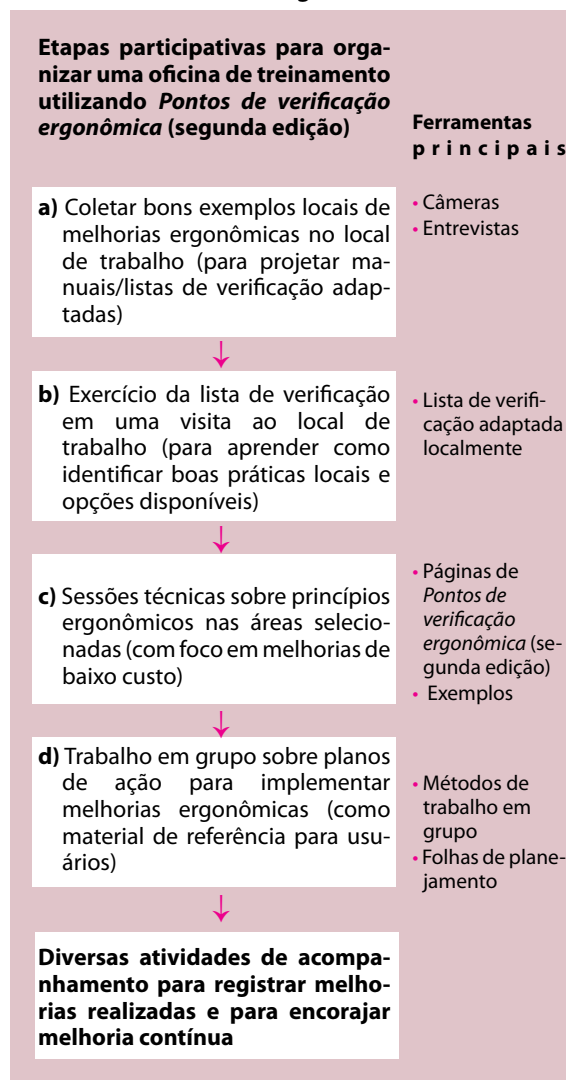 Etapas participativas para orga-
nizar uma oficina de treinamento
utilizando Pontos de verificação
ergonômica (segunda edição)
Ferramentas
principais
a) Coletar bons exemplos locais de
melhorias ergonômicas no local
de trabalho (para projetar ma-
nuais/listas de verificação adap-
tadas)
• Câmeras
• Entrevistas
b) Exercício da lista de verificação
em uma visita ao local de
trabalho (para aprender como
identificar boas práticas locais e
opções disponíveis)
• Lista de verifi-
cação adaptada
localmente
c) Sessões técnicas sobre princípios
ergonômicos nas áreas selecio-
nadas (com foco em melhorias de
baixo custo)
• Páginas de
Pontos de
verificação
ergonômica (se-
gunda edição)
• Exemplos
d) Trabalho em grupo sobre planos
de ação para implementar
melhorias ergonômicas (como
material de referência para usu-
ários)
• Métodos de
trabalho em
grupo
• Folhas de plane-
jamento
Diversas atividades de acompa-
nhamento para registrar melho-
rias realizadas e para encorajar
melhoria contínua